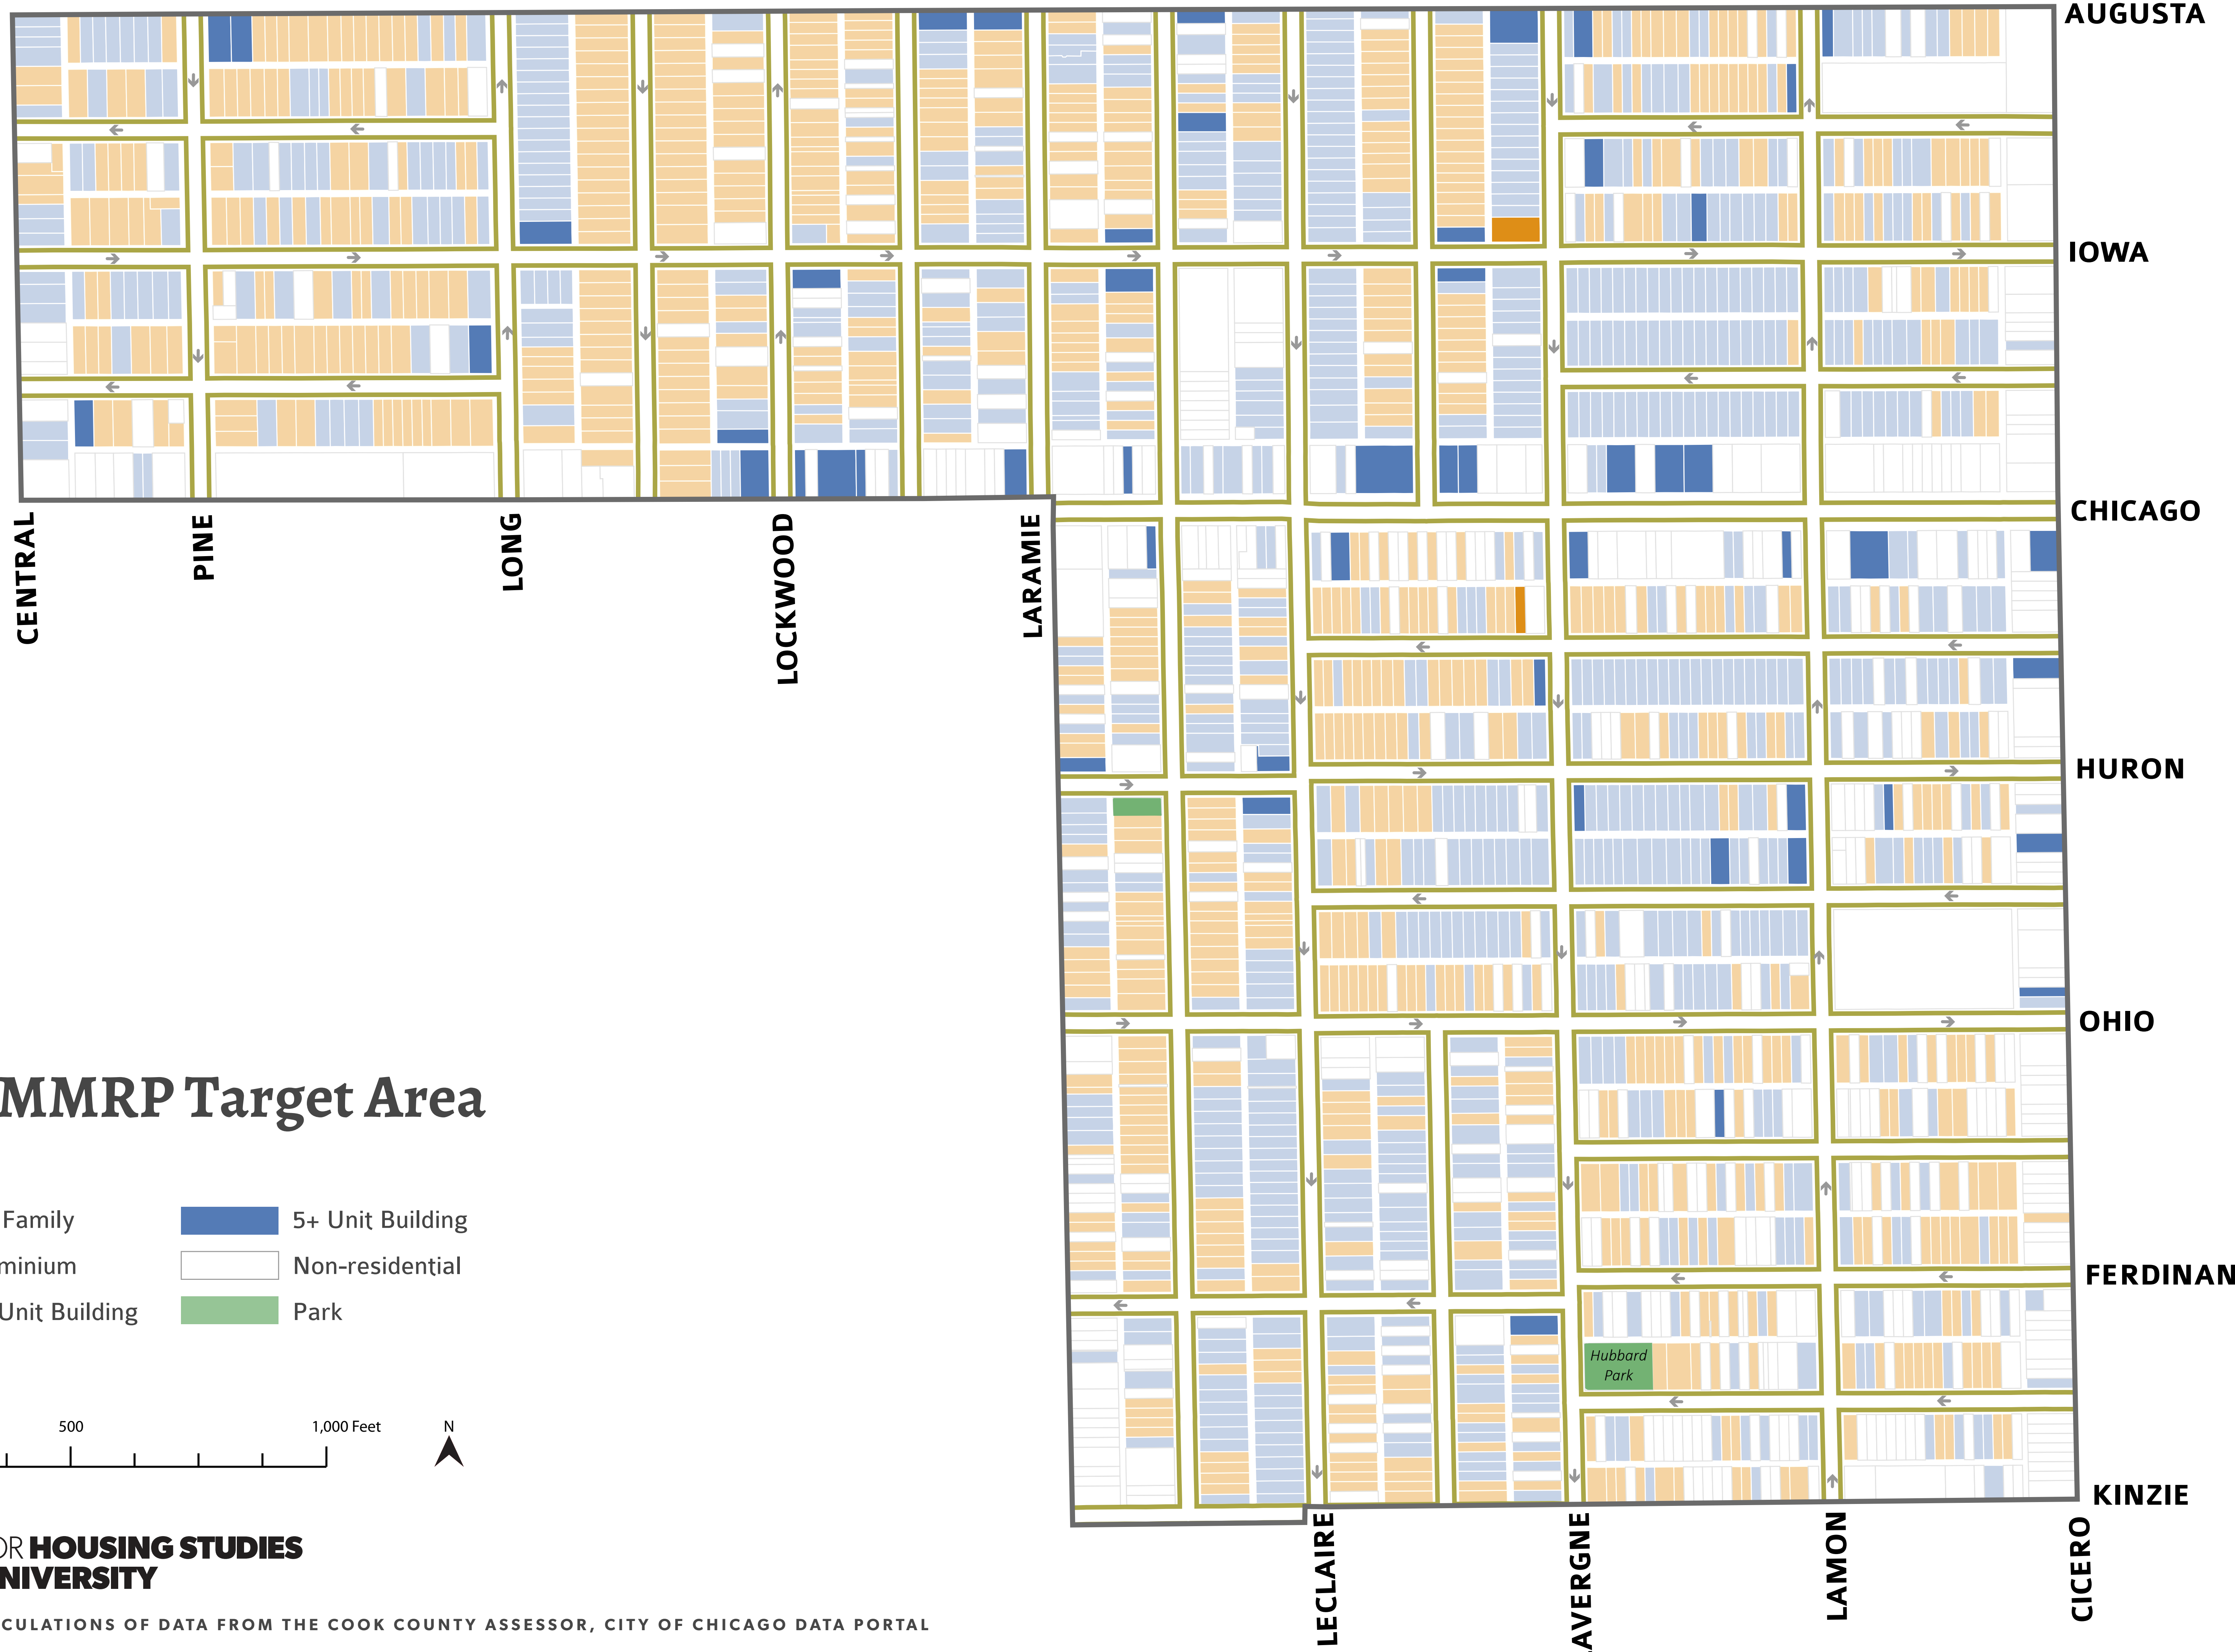 AUGUSTA
IOWA
CHICAGO
CENTRAL
PINE
LONG
LOCKWOOD
LARAMIE
HURON
OHIO
MMRP Target Area
Family
5+ Unit Building
minium
Non-residential
Unit Building
Park
FERDINAN
Hubbard
Park
500
1,000 Feet
N
KINZIE
LECLAIRE
AVERGNE
LAMON
CICERO
OR HOUSING STUDIES
NIVERSITY
CULATIONS OF DATA FROM THE COOK COUNTY ASSESSOR, CITY OF CHICAGO DATA PORTAL